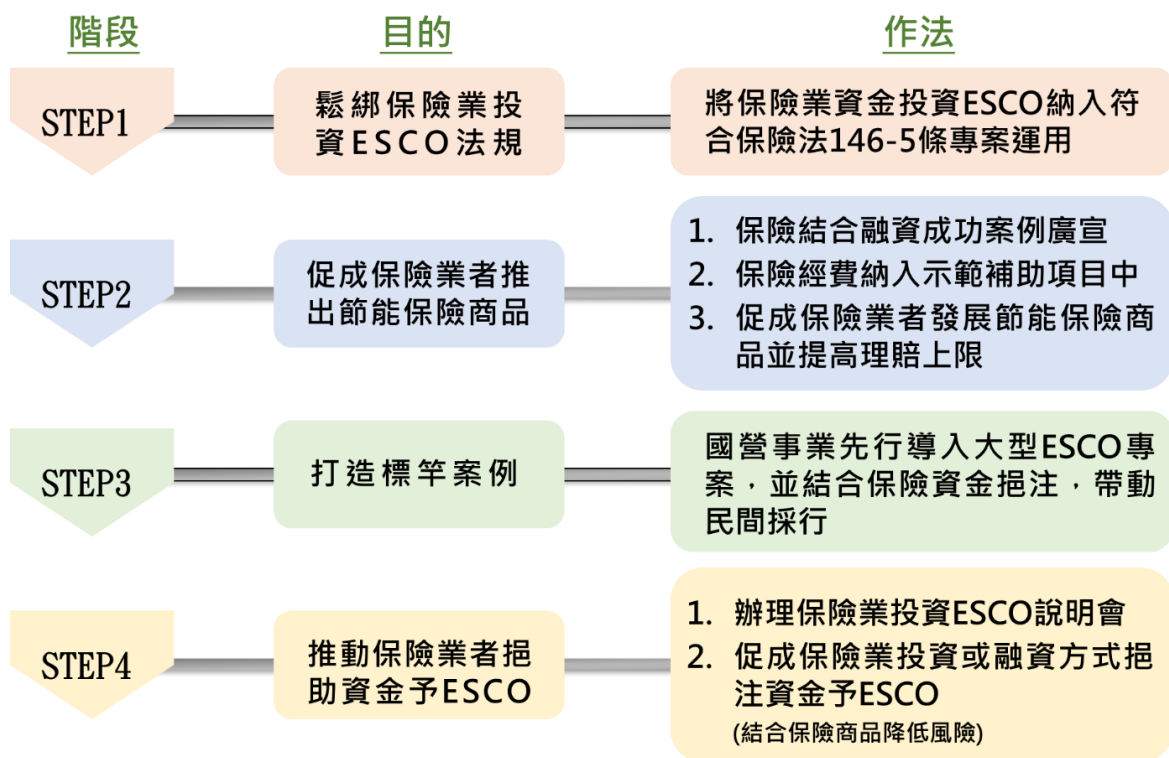 階段
目的
作法
STEP1
鬆綁保險業投
資ESCO法規
將保險業資金投資ESCO納入符
合保險法146-5條專案運用
STEP2
促成保險業者推
出節能保險商品
1. 保險結合融資成功案例廣宣
2. 保險經費納入示範補助項目中
3. 促成保險業者發展節能保險商
品並提高理賠上限
STEP3
打造標竿案例
國營事業先行導入大型ESCO專
案，並結合保險資金挹注，帶動
民間採行
STEP4
推動保險業者挹
助資金予ESCO
1. 辦理保險業投資ESCO說明會
2. 促成保險業投資或融資方式挹
注資金予ESCO
(結合保險商品降低風險)